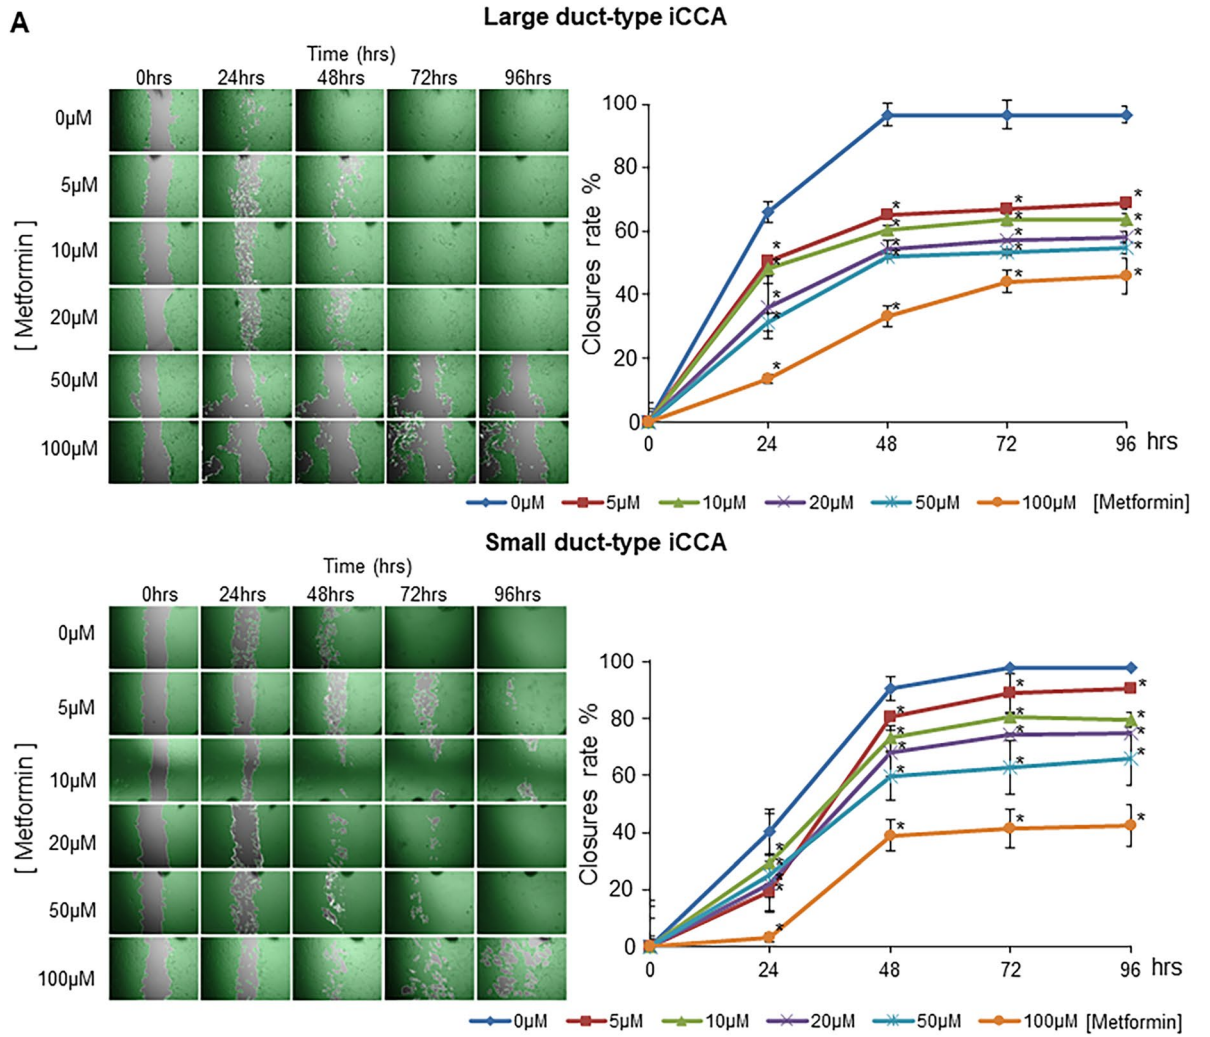 A
Large duct-type iCCA
Time (hrs)
0hrs 24hrs 48hrs 72hrs 96hrs
[ Metformin ]
0µM
5µM
10µM
20µM
50µM
100µM
Closures rate %
100
80
60
40
20
0
0 24 48 72 96 hrs
* * * *
* * * *
* * * *
* * * *
* * * *
0µM 5µM 10µM 20µM 50µM 100µM [Metformin]
Small duct-type iCCA
Time (hrs)
0hrs 24hrs 48hrs 72hrs 96hrs
[ Metformin ]
0µM
5µM
10µM
20µM
50µM
100µM
Closures rate %
100
80
60
40
20
0
0 24 48 72 96 hrs
* * * *
* * * *
* * * *
* * * *
* * * *
0µM 5µM 10µM 20µM 50µM 100µM [Metformin]